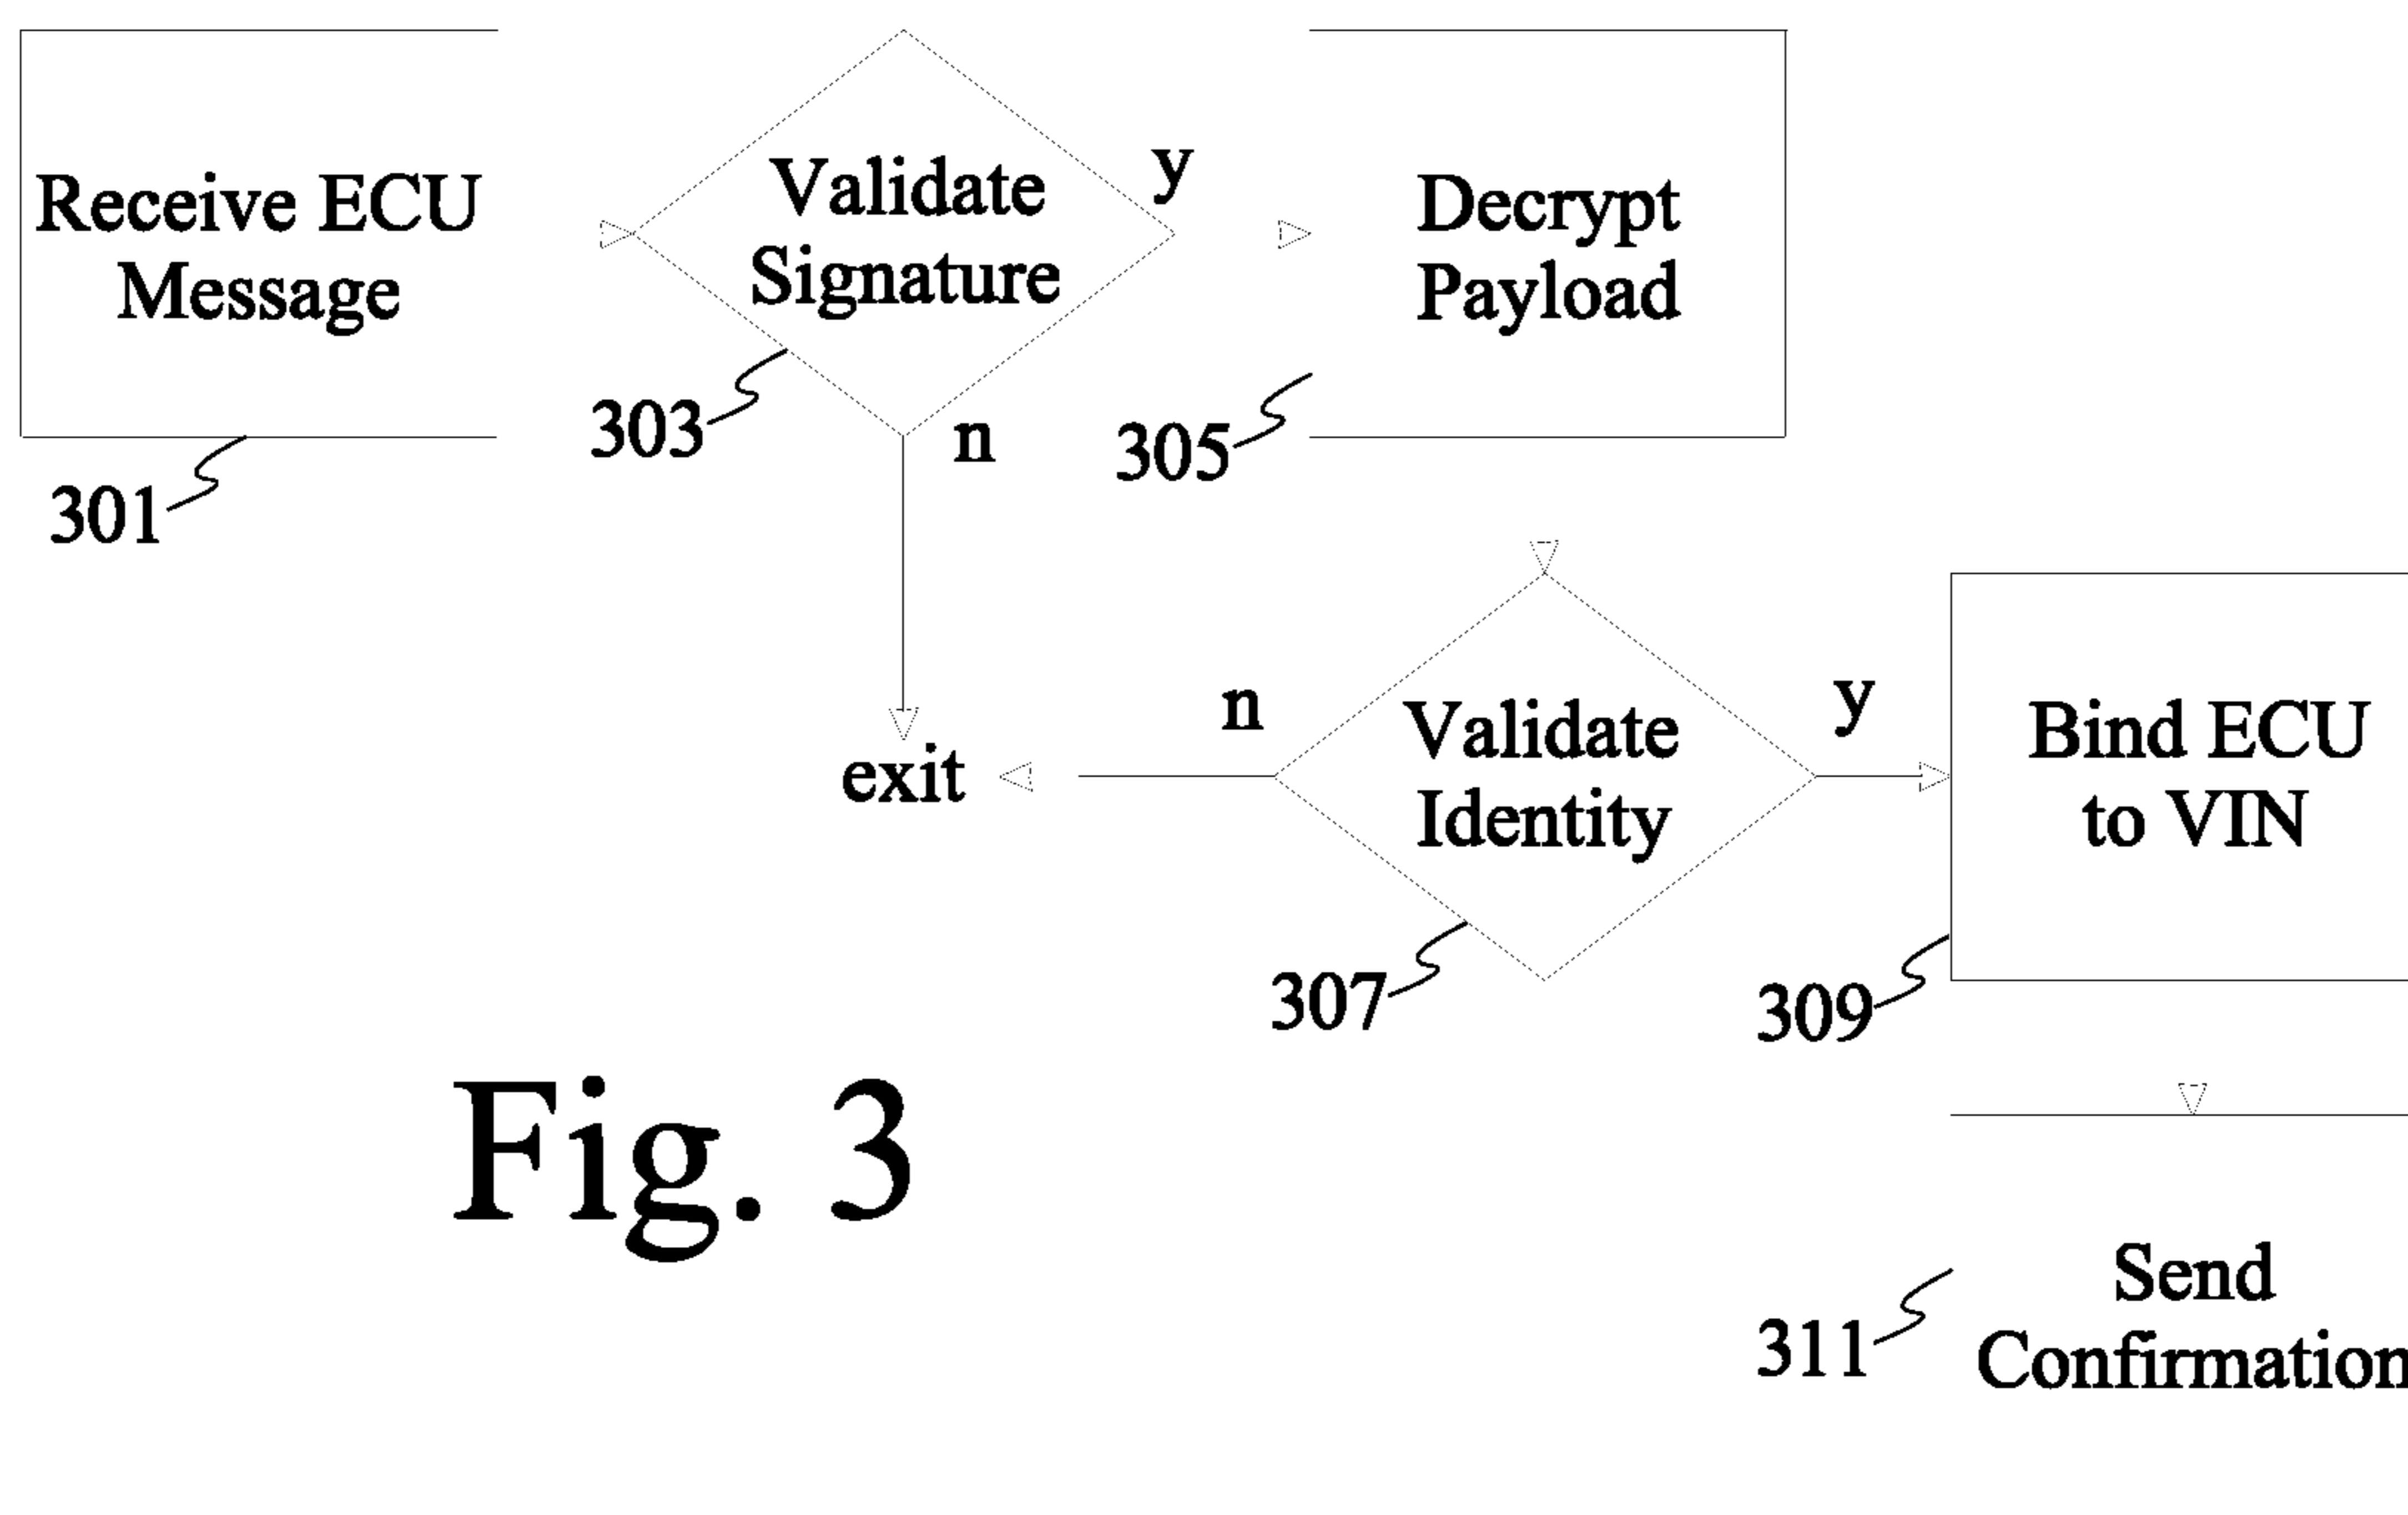 Receive ECU
Message
301
Validate
Signature
303
y
n
Decrypt
Payload
305
exit
n
Validate
Identity
307
y
Bind ECU
to VIN
309
Send
Confirmation
311
Fig. 3